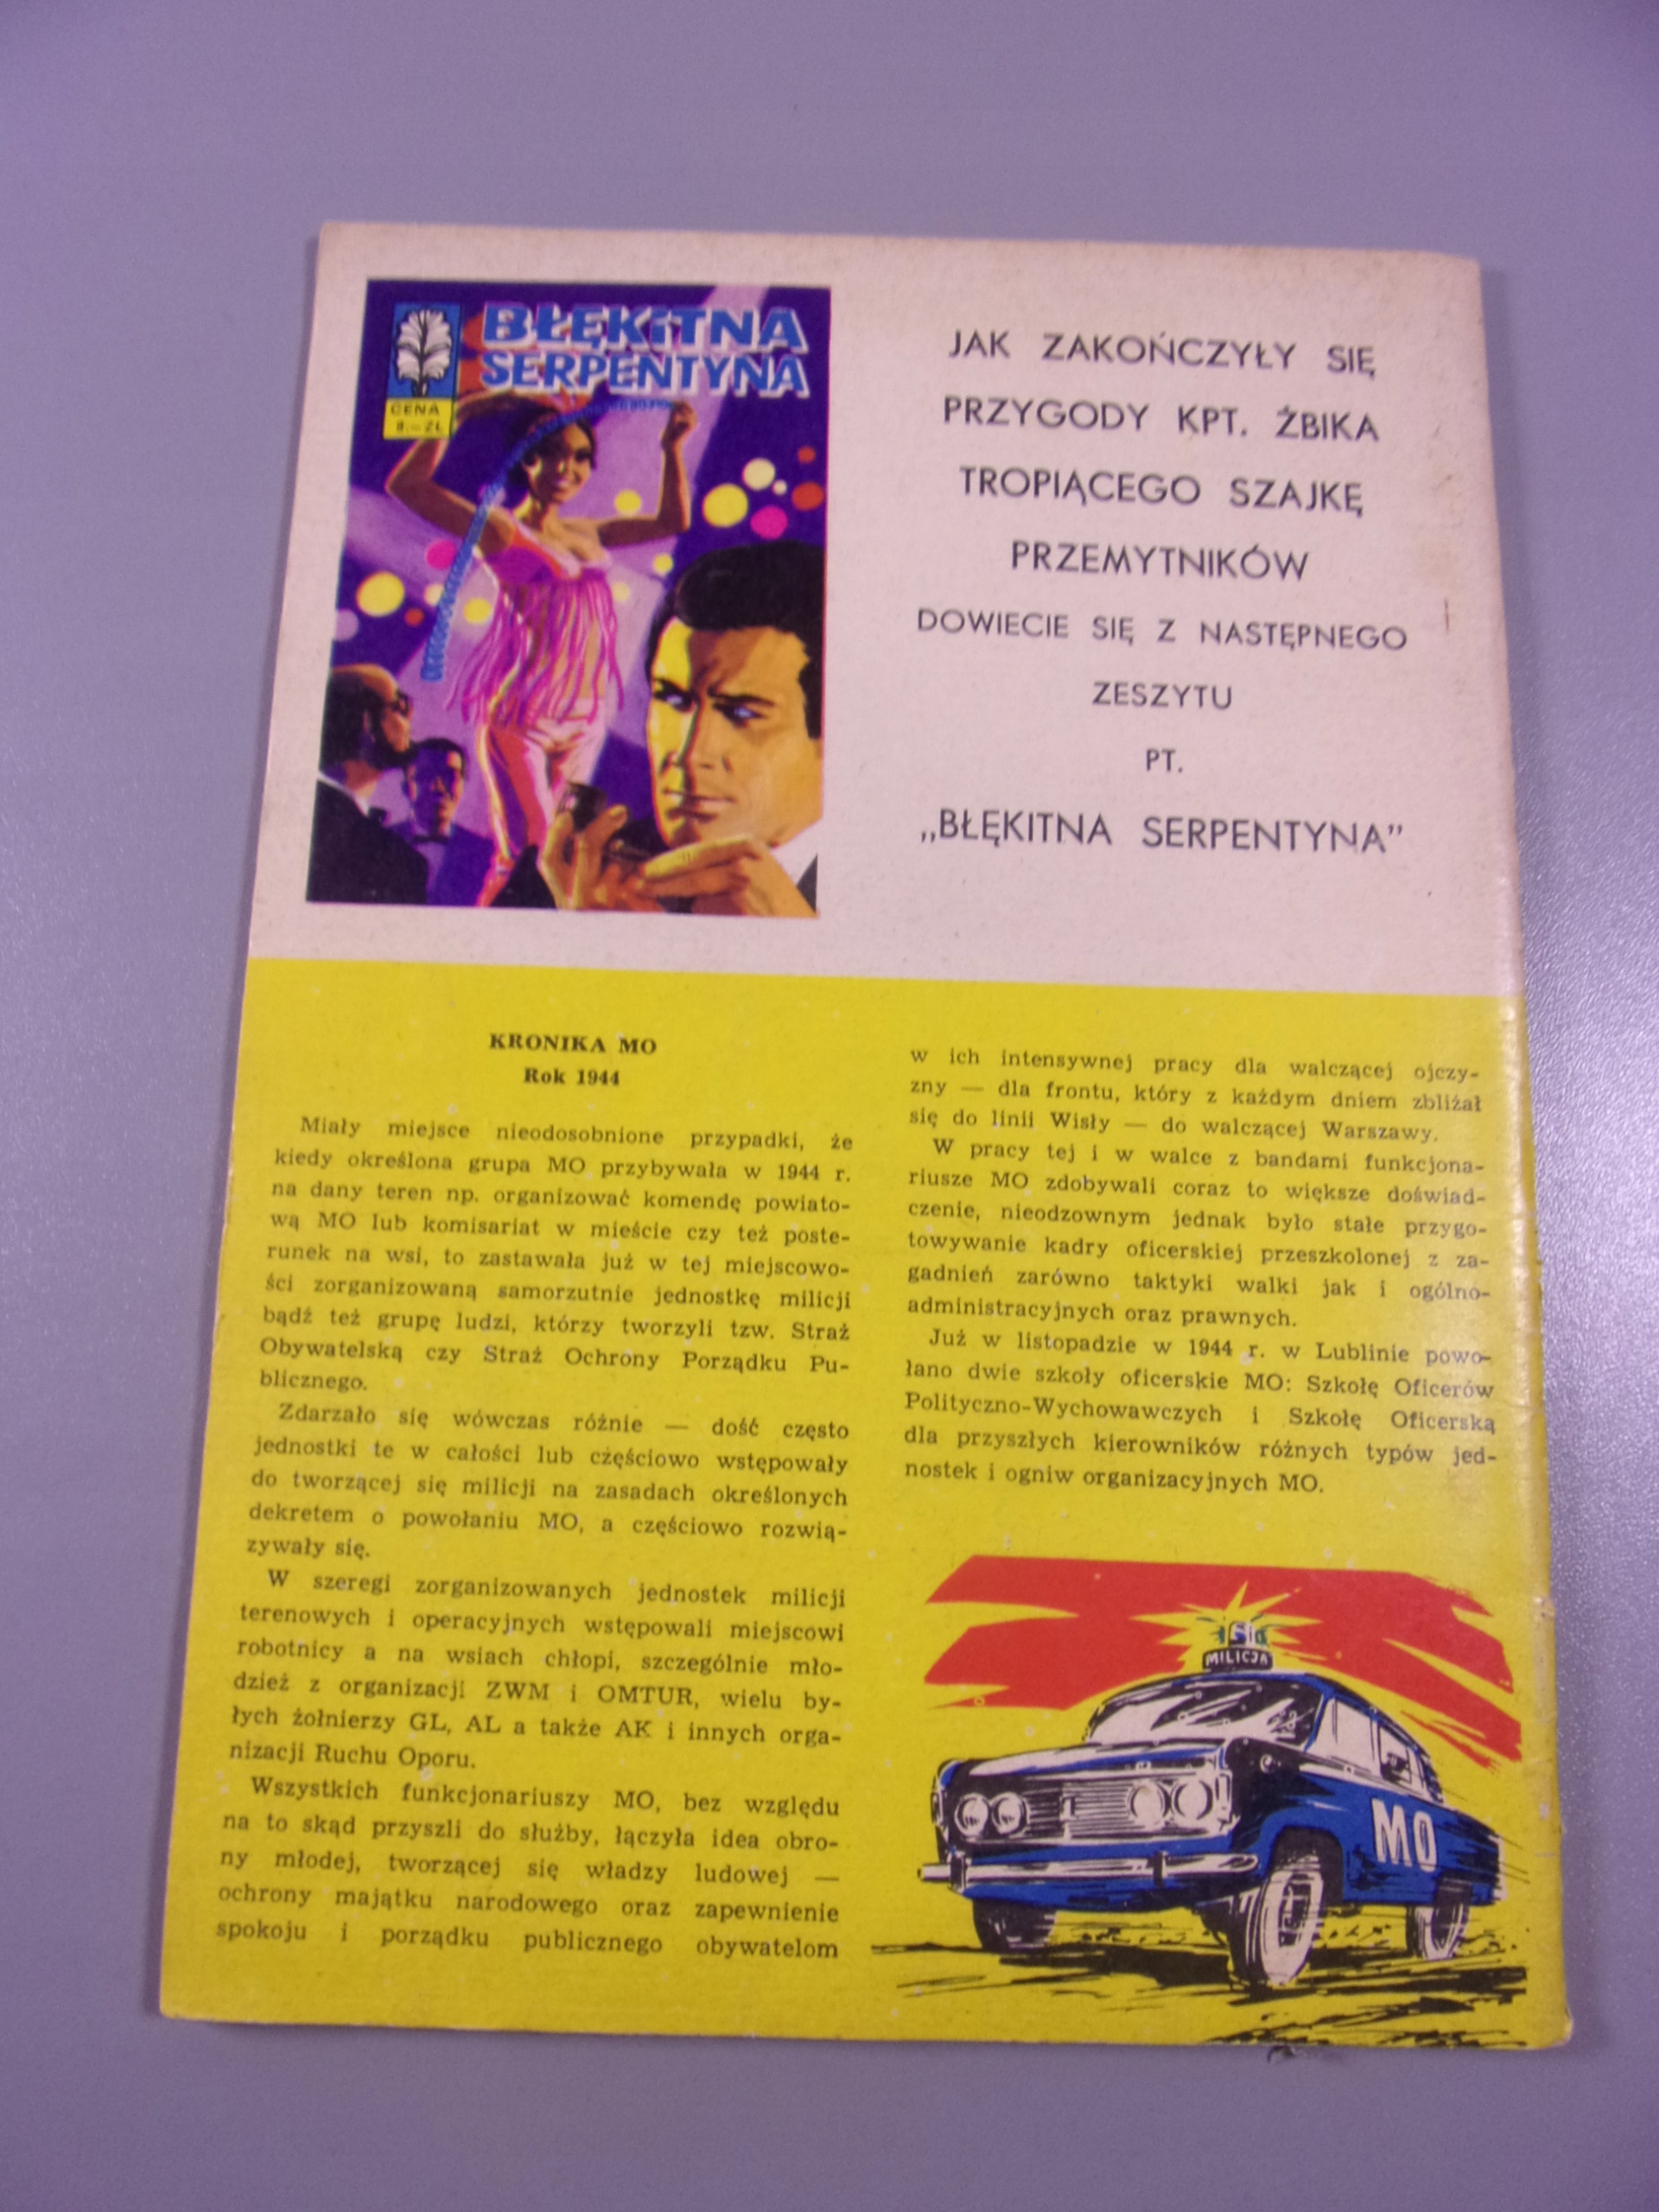 BŁĘKiTNA
SERPENTYNA
CENA
8.– ZŁ
JAK ZAKOŃCZYŁY SIĘ
PRZYGODY KPT. ŻBIKA
TROPIĄCEGO SZAJKĘ
PRZEMYTNIKÓW
DOWIECIE SIĘ Z NASTĘPNEGO
ZESZYTU
PT.
„BŁĘKITNA SERPENTYNA”
KRONIKA MO
Rok 1944
Miały miejsce nieodosobnione przypadki, że
kiedy określona grupa MO przybywała w 1944 r.
na dany teren np. organizować komendę powiato-
wą MO lub komisariat w mieście czy też poste-
runek na wsi, to zastawała już w tej miejscowo-
ści zorganizowaną samorzutnie jednostkę milicji
bądź też grupę ludzi, którzy tworzyli tzw. Straż
Obywatelską czy Straż Ochrony Porządku Pu-
blicznego.
Zdarzało się wówczas różnie — dość często
jednostki te w całości lub częściowo wstępowały
do tworzącej się milicji na zasadach określonych
dekretem o powołaniu MO, a częściowo rozwią-
zywały się.
W szeregi zorganizowanych jednostek milicji
terenowych i operacyjnych wstępowali miejscowi
robotnicy a na wsiach chłopi, szczególnie mło-
dzież z organizacji ZWM i OMTUR, wielu by-
łych żołnierzy GL, AL a także AK i innych orga-
nizacji Ruchu Oporu.
Wszystkich funkcjonariuszy MO, bez względu
na to skąd przyszli do służby, łączyła idea obro-
ny młodej, tworzącej się władzy ludowej —
ochrony majątku narodowego oraz zapewnienie
spokoju i porządku publicznego obywatelom
w ich intensywnej pracy dla walczącej ojczy-
zny — dla frontu, który z każdym dniem zbliżał
się do linii Wisły — do walczącej Warszawy.
W pracy tej i w walce z bandami funkcjona-
riusze MO zdobywali coraz to większe doświad-
czenie, nieodzownym jednak było stałe przygo-
towywanie kadry oficerskiej przeszkolonej z za-
gadnień zarówno taktyki walki jak i ogólno-
administracyjnych oraz prawnych.
Już w listopadzie w 1944 r. w Lublinie powo-
łano dwie szkoły oficerskie MO: Szkołę Oficerów
Polityczno-Wychowawczych i Szkołę Oficerską
dla przyszłych kierowników różnych typów jed-
nostek i ogniw organizacyjnych MO.
MILICJA
MO